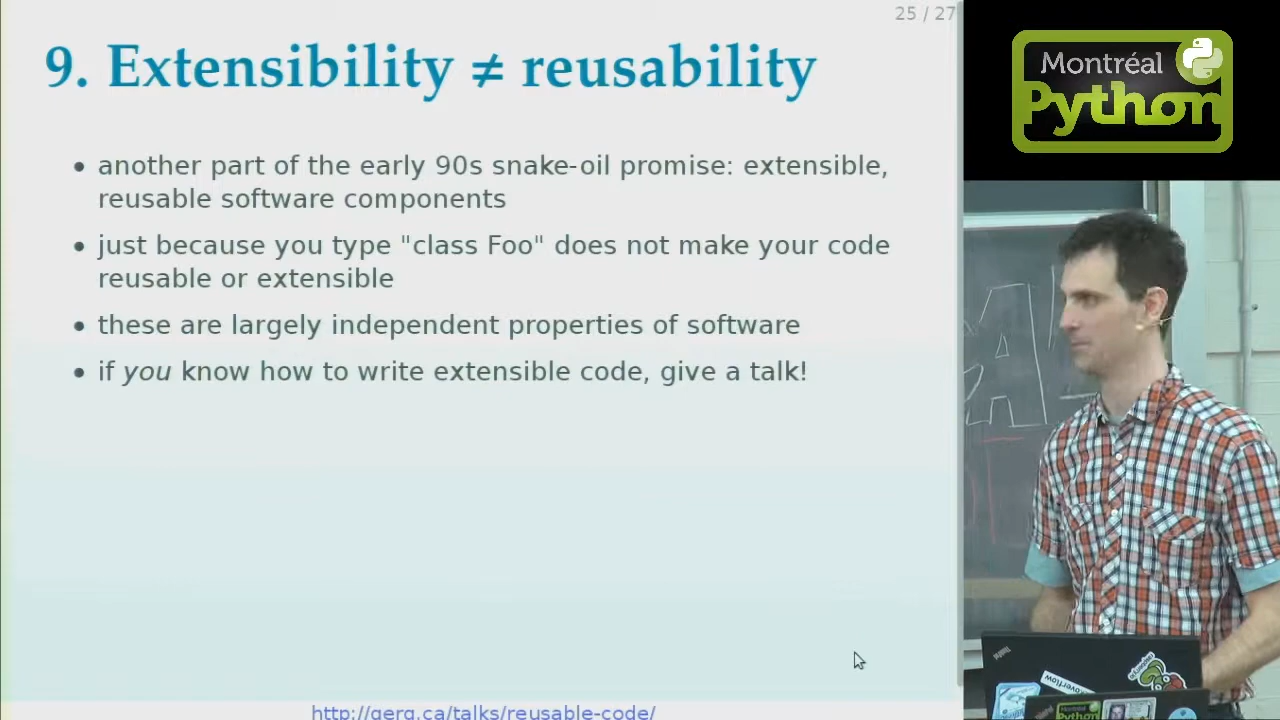 25 / 27
9. Extensibility ≠ reusability
• another part of the early 90s snake-oil promise: extensible,
reusable software components
• just because you type "class Foo" does not make your code
reusable or extensible
• these are largely independent properties of software
• if you know how to write extensible code, give a talk!
http://gerg.ca/talks/reusable-code/
Montréal
Python
overflow
Montréal
Python